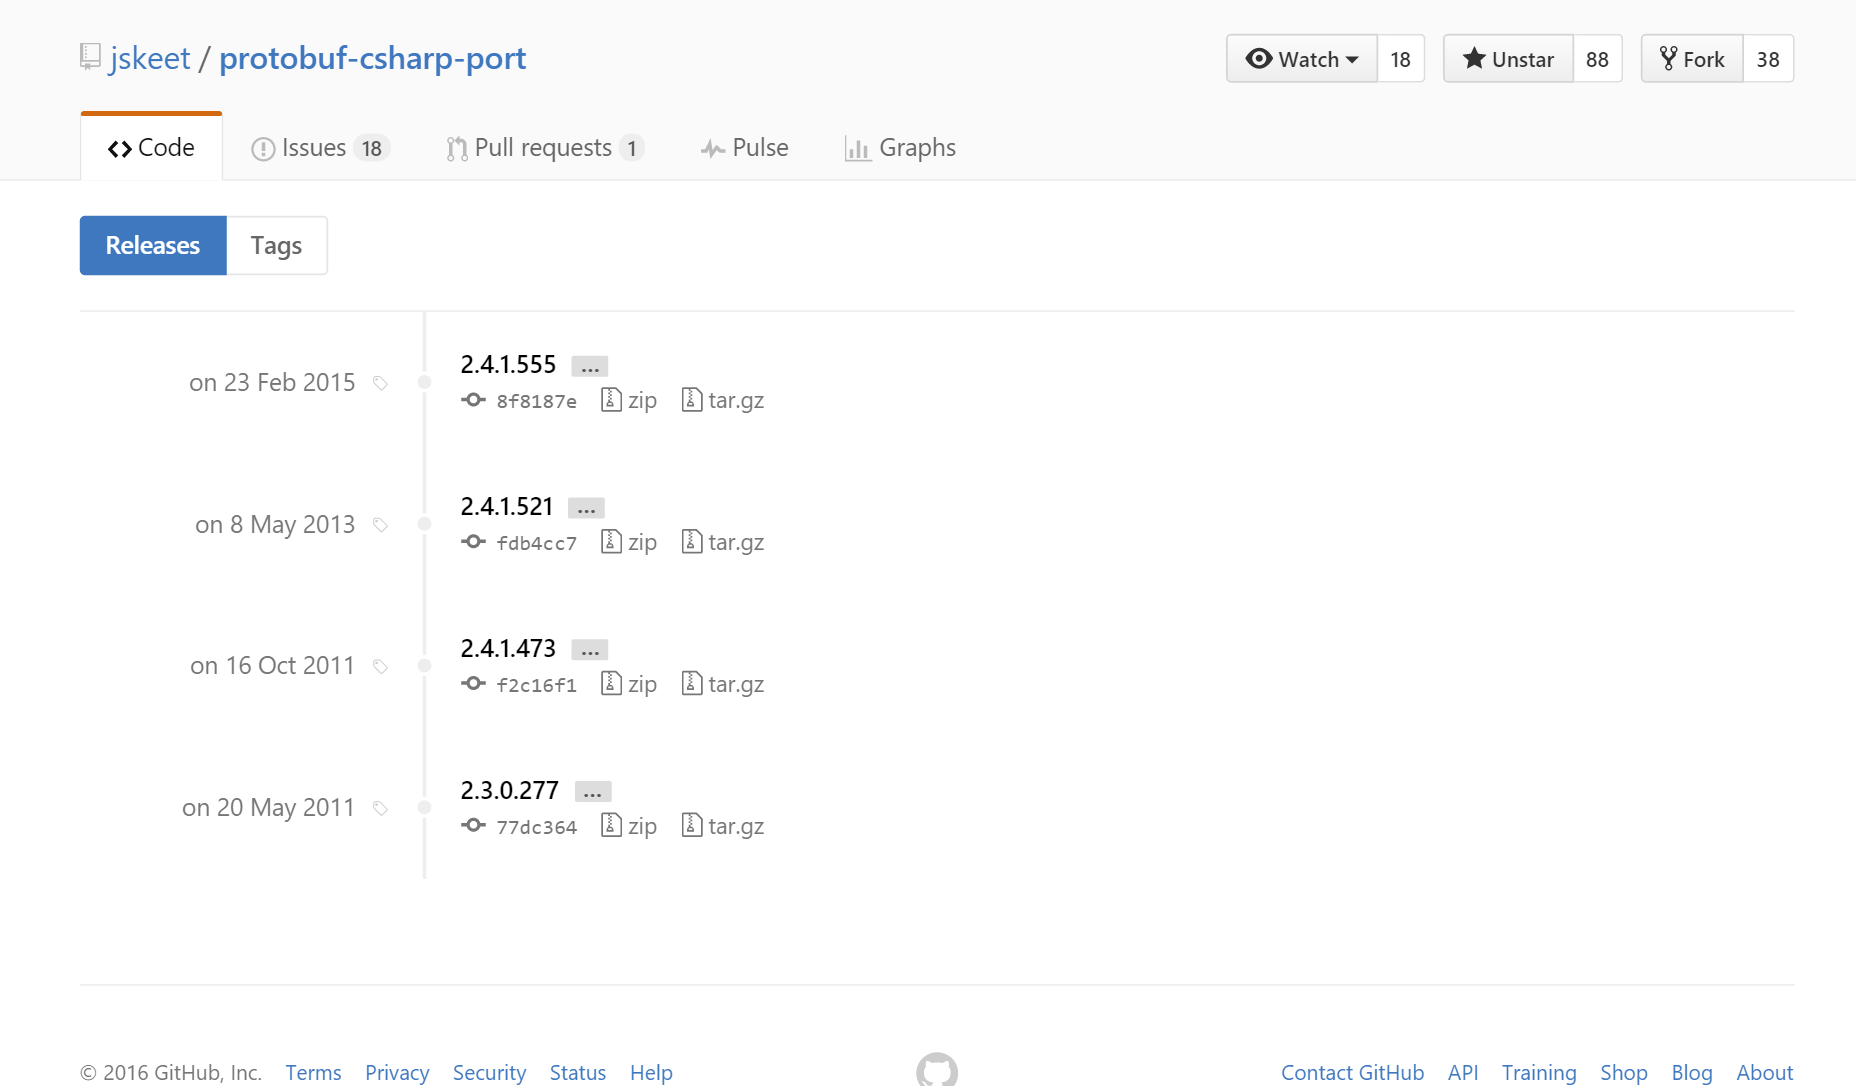 jskeet / protobuf-csharp-port
Watch 18 Unstar 88 Fork 38
Code Issues 18 Pull requests 1 Pulse Graphs
Releases Tags
on 23 Feb 2015
2.4.1.555 ...
8f8187e zip tar.gz
on 8 May 2013
2.4.1.521 ...
fdb4cc7 zip tar.gz
on 16 Oct 2011
2.4.1.473 ...
f2c16f1 zip tar.gz
on 20 May 2011
2.3.0.277 ...
77dc364 zip tar.gz
© 2016 GitHub, Inc. Terms Privacy Security Status Help Contact GitHub API Training Shop Blog About